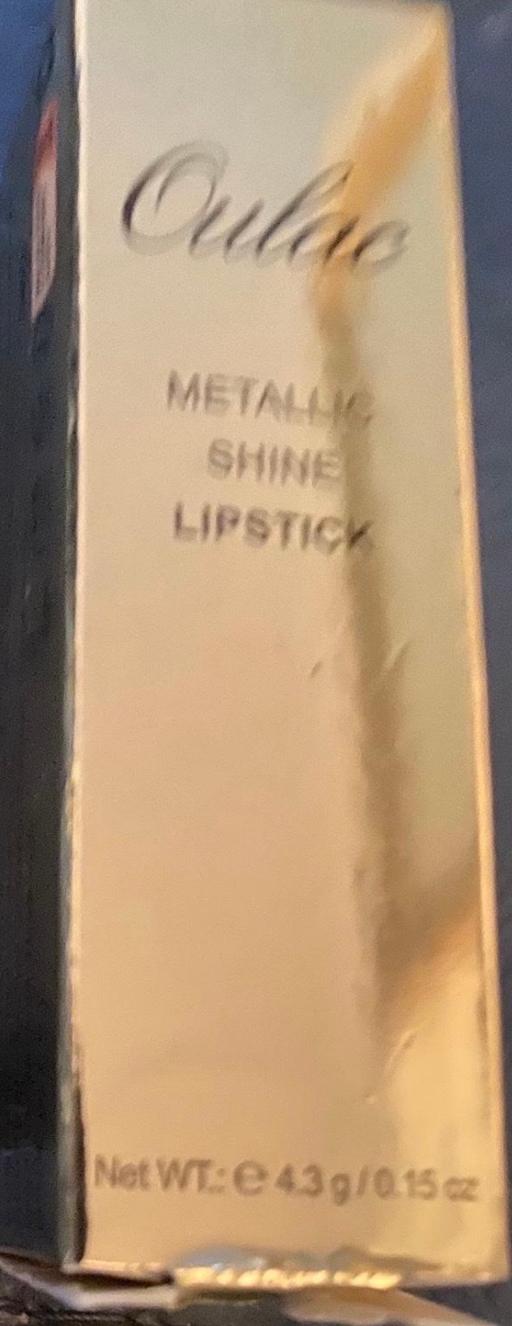 Oulac
METALLIC
SHINE
LIPSTICK
Net WT.: ℮ 4.3 g / 0.15 oz